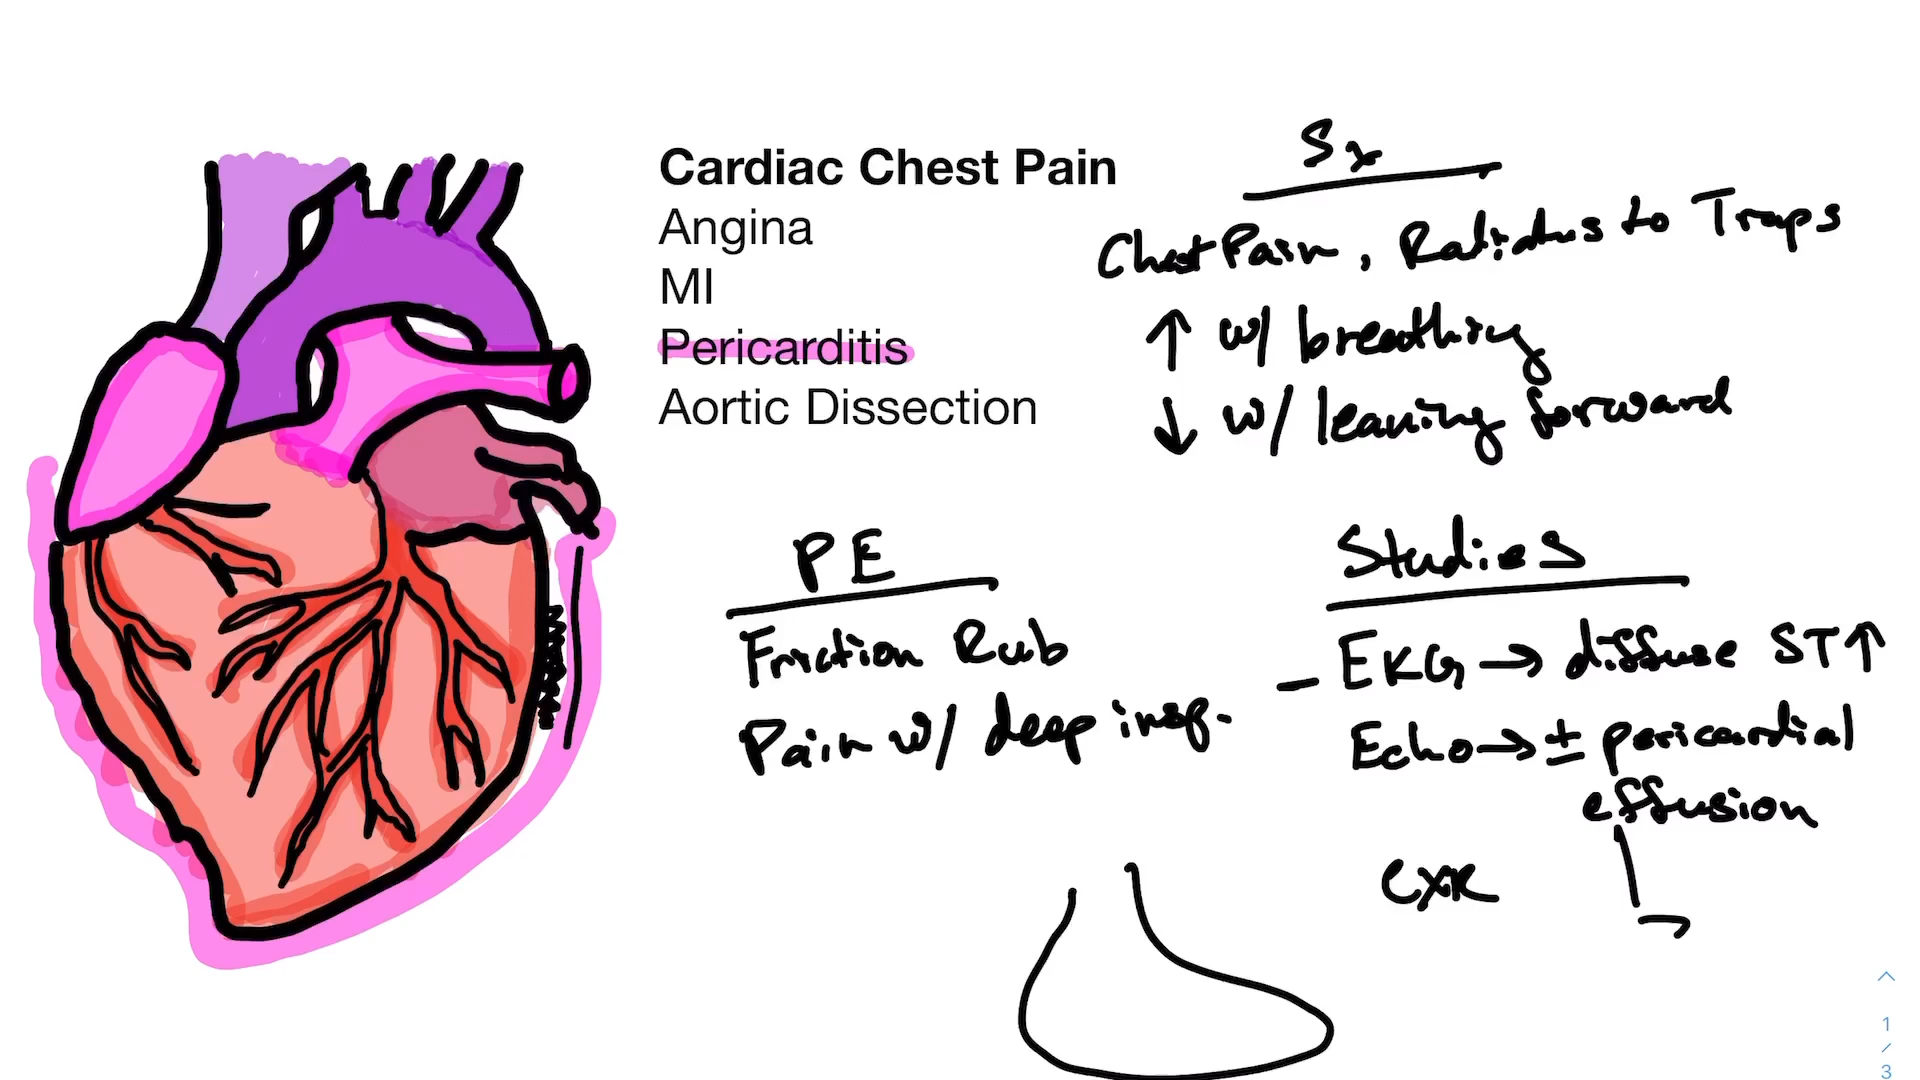 Cardiac Chest Pain
Angina
MI
Pericarditis
Aortic Dissection
Sx
Chest Pain, Radiates to Traps
↑ w/ breathing
↓ w/ leaning forward
PE
Friction Rub
Pain w/ deep insp.
Studies
- EKG → diffuse ST↑
Echo → ± pericardial
effusion
CXR
1
/
3